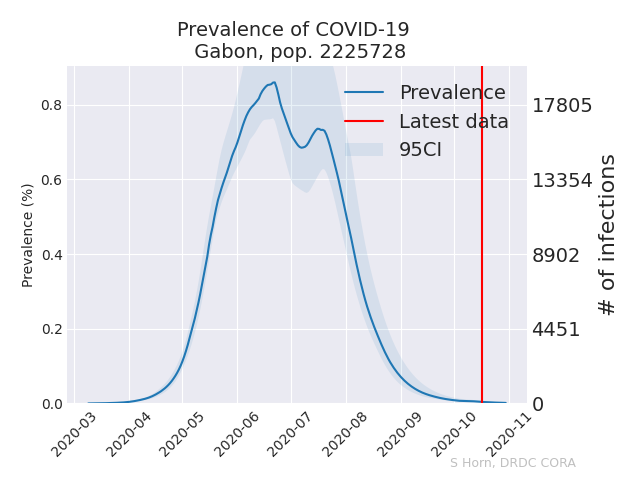 Prevalence of COVID-19
Gabon, pop. 2225728
Prevalence
Latest data
95CI
Prevalence (%)
0.8
0.6
0.4
0.2
0.0
17805
13354
8902
4451
0
# of infections
2020-03
2020-04
2020-05
2020-06
2020-07
2020-08
2020-09
2020-10
2020-11
S Horn, DRDC CORA